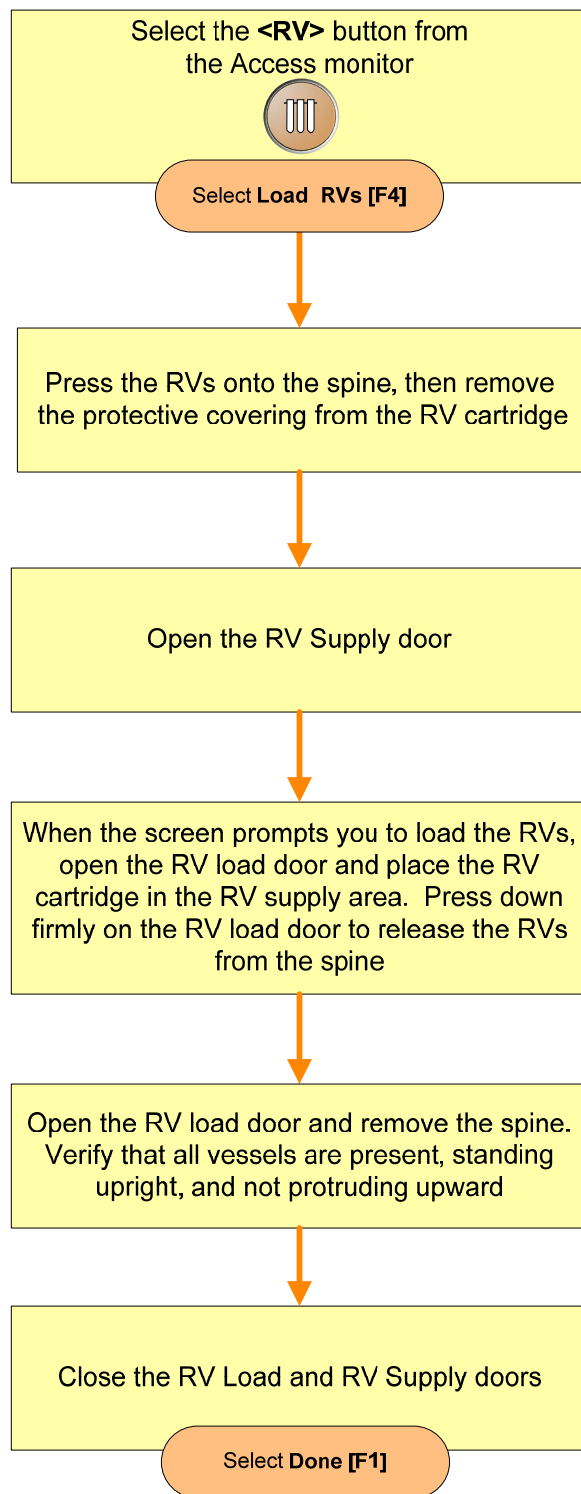 Select the <RV> button from
the Access monitor
Select Load RVs [F4]
Press the RVs onto the spine, then remove
the protective covering from the RV cartridge
Open the RV Supply door
When the screen prompts you to load the RVs,
open the RV load door and place the RV
cartridge in the RV supply area. Press down
firmly on the RV load door to release the RVs
from the spine
Open the RV load door and remove the spine.
Verify that all vessels are present, standing
upright, and not protruding upward
Close the RV Load and RV Supply doors
Select Done [F1]